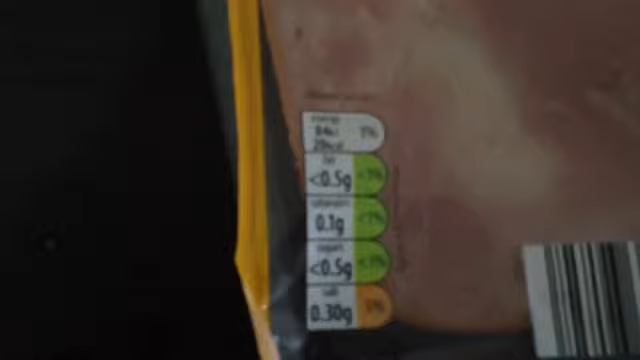 energy
84kJ 1%
20kcal
fat
<0.5g <1%
saturates
0.1g <1%
sugars
<0.5g <1%
salt
0.30g 5%